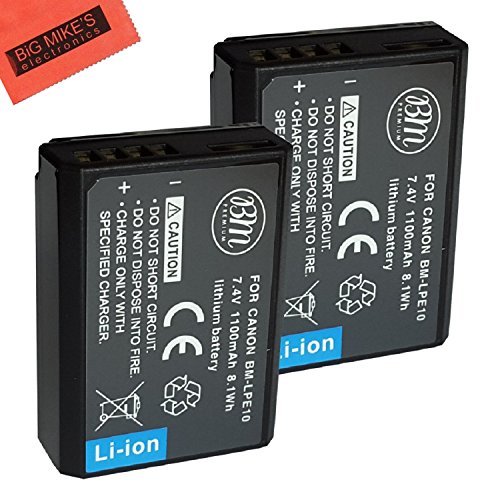 BIG MIKE'S
electronics
+
–
CAUTION
DO NOT SHORT CIRCUIT.
DO NOT DISPOSE INTO FIRE.
CHARGE ONLY WITH
SPECIFIED CHARGER.
BM
PREMIUM
CE
FOR CANON BM-LPE10
7.4V 1100mAh 8.1Wh
lithium battery
Li-ion
+
–
CAUTION
DO NOT SHORT CIRCUIT.
DO NOT DISPOSE INTO FIRE.
CHARGE ONLY WITH
BM
PREMIUM
CE
FOR CANON BM-LPE10
7.4V 1100mAh 8.1Wh
lithium battery
Li-ion